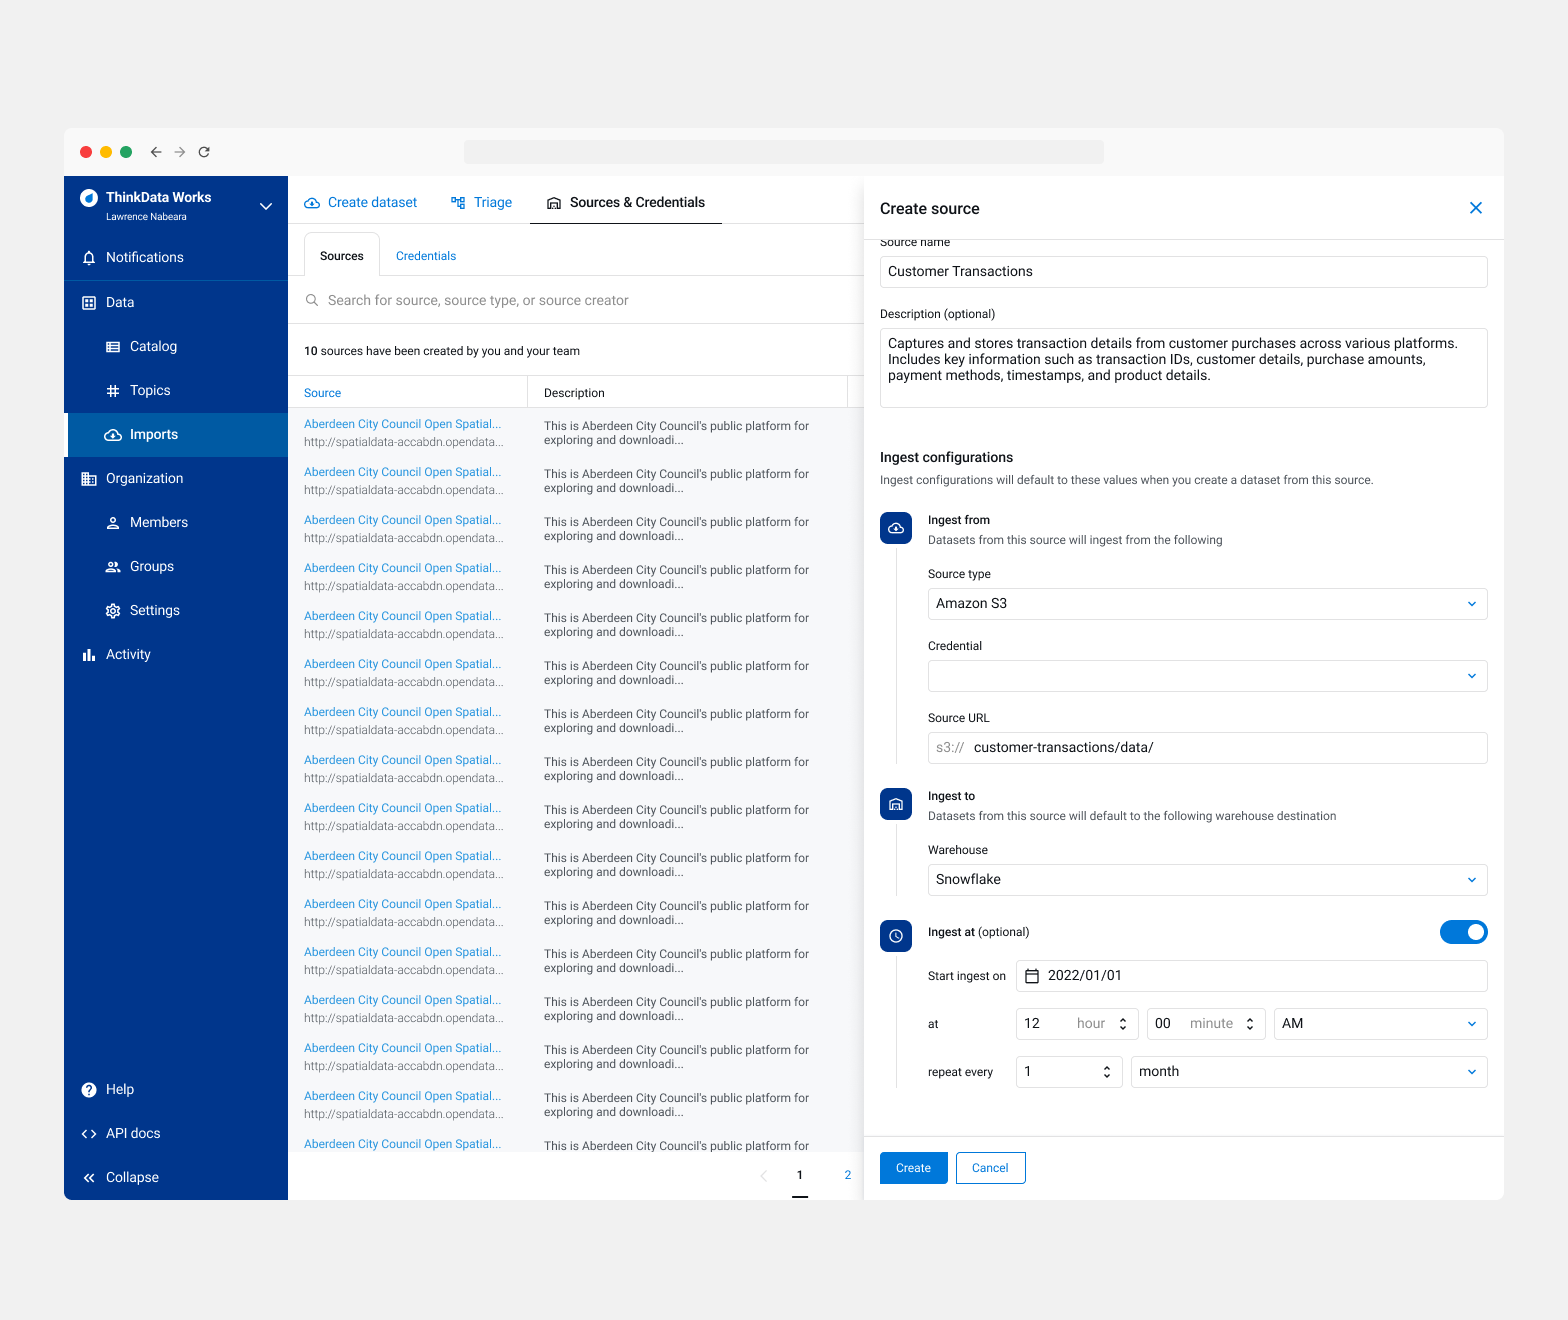 ThinkData Works
Lawrence Nabeara
Notifications
Data
Catalog
Topics
Imports
Organization
Members
Groups
Settings
Activity
Help
API docs
Collapse
Create dataset
Triage
Sources & Credentials
Sources
Credentials
Search for source, source type, or source creator
10 sources have been created by you and your team
Source
Description
Aberdeen City Council Open Spatial...
http://spatialdata-accabdn.opendata...
This is Aberdeen City Council's public platform for
exploring and downloadi...
Aberdeen City Council Open Spatial...
http://spatialdata-accabdn.opendata...
This is Aberdeen City Council's public platform for
exploring and downloadi...
Aberdeen City Council Open Spatial...
http://spatialdata-accabdn.opendata...
This is Aberdeen City Council's public platform for
exploring and downloadi...
Aberdeen City Council Open Spatial...
http://spatialdata-accabdn.opendata...
This is Aberdeen City Council's public platform for
exploring and downloadi...
Aberdeen City Council Open Spatial...
http://spatialdata-accabdn.opendata...
This is Aberdeen City Council's public platform for
exploring and downloadi...
Aberdeen City Council Open Spatial...
http://spatialdata-accabdn.opendata...
This is Aberdeen City Council's public platform for
exploring and downloadi...
Aberdeen City Council Open Spatial...
http://spatialdata-accabdn.opendata...
This is Aberdeen City Council's public platform for
exploring and downloadi...
Aberdeen City Council Open Spatial...
http://spatialdata-accabdn.opendata...
This is Aberdeen City Council's public platform for
exploring and downloadi...
Aberdeen City Council Open Spatial...
http://spatialdata-accabdn.opendata...
This is Aberdeen City Council's public platform for
exploring and downloadi...
Aberdeen City Council Open Spatial...
http://spatialdata-accabdn.opendata...
This is Aberdeen City Council's public platform for
exploring and downloadi...
Aberdeen City Council Open Spatial...
http://spatialdata-accabdn.opendata...
This is Aberdeen City Council's public platform for
exploring and downloadi...
Aberdeen City Council Open Spatial...
http://spatialdata-accabdn.opendata...
This is Aberdeen City Council's public platform for
exploring and downloadi...
Aberdeen City Council Open Spatial...
http://spatialdata-accabdn.opendata...
This is Aberdeen City Council's public platform for
exploring and downloadi...
Aberdeen City Council Open Spatial...
http://spatialdata-accabdn.opendata...
This is Aberdeen City Council's public platform for
exploring and downloadi...
Aberdeen City Council Open Spatial...
http://spatialdata-accabdn.opendata...
This is Aberdeen City Council's public platform for
exploring and downloadi...
Aberdeen City Council Open Spatial...
This is Aberdeen City Council's public platform for
1
2
Create source
Source name
Customer Transactions
Description (optional)
Captures and stores transaction details from customer purchases across various platforms.
Includes key information such as transaction IDs, customer details, purchase amounts,
payment methods, timestamps, and product details.
Ingest configurations
Ingest configurations will default to these values when you create a dataset from this source.
Ingest from
Datasets from this source will ingest from the following
Source type
Amazon S3
Credential
Source URL
s3:// customer-transactions/data/
Ingest to
Datasets from this source will default to the following warehouse destination
Warehouse
Snowflake
Ingest at (optional)
Start ingest on 2022/01/01
at 12 hour 00 minute AM
repeat every 1 month
Create
Cancel